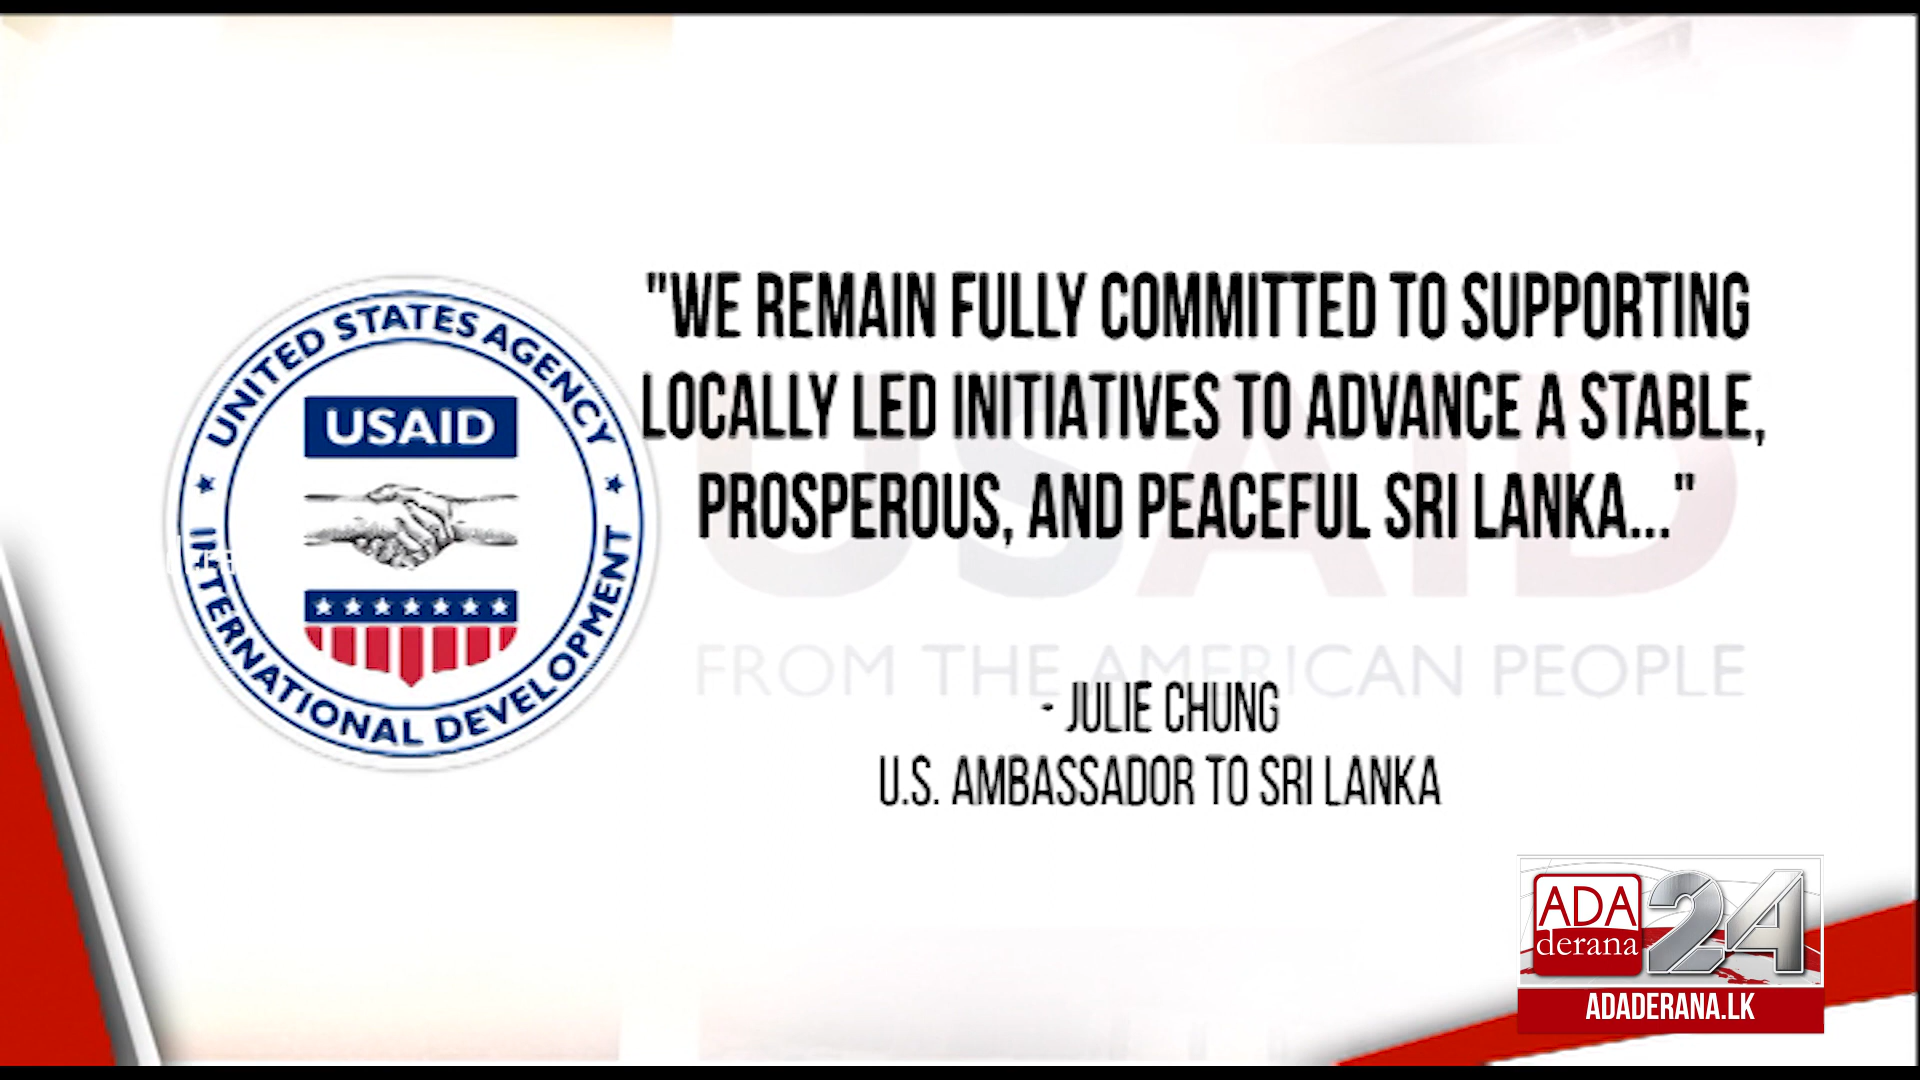 UNITED STATES AGENCY
INTERNATIONAL DEVELOPMENT
USAID
"WE REMAIN FULLY COMMITTED TO SUPPORTING
LOCALLY LED INITIATIVES TO ADVANCE A STABLE,
PROSPEROUS, AND PEACEFUL SRI LANKA..."
USAID
FROM THE AMERICAN PEOPLE
- JULIE CHUNG
U.S. AMBASSADOR TO SRI LANKA
ADA
derana
24
ADADERANA.LK